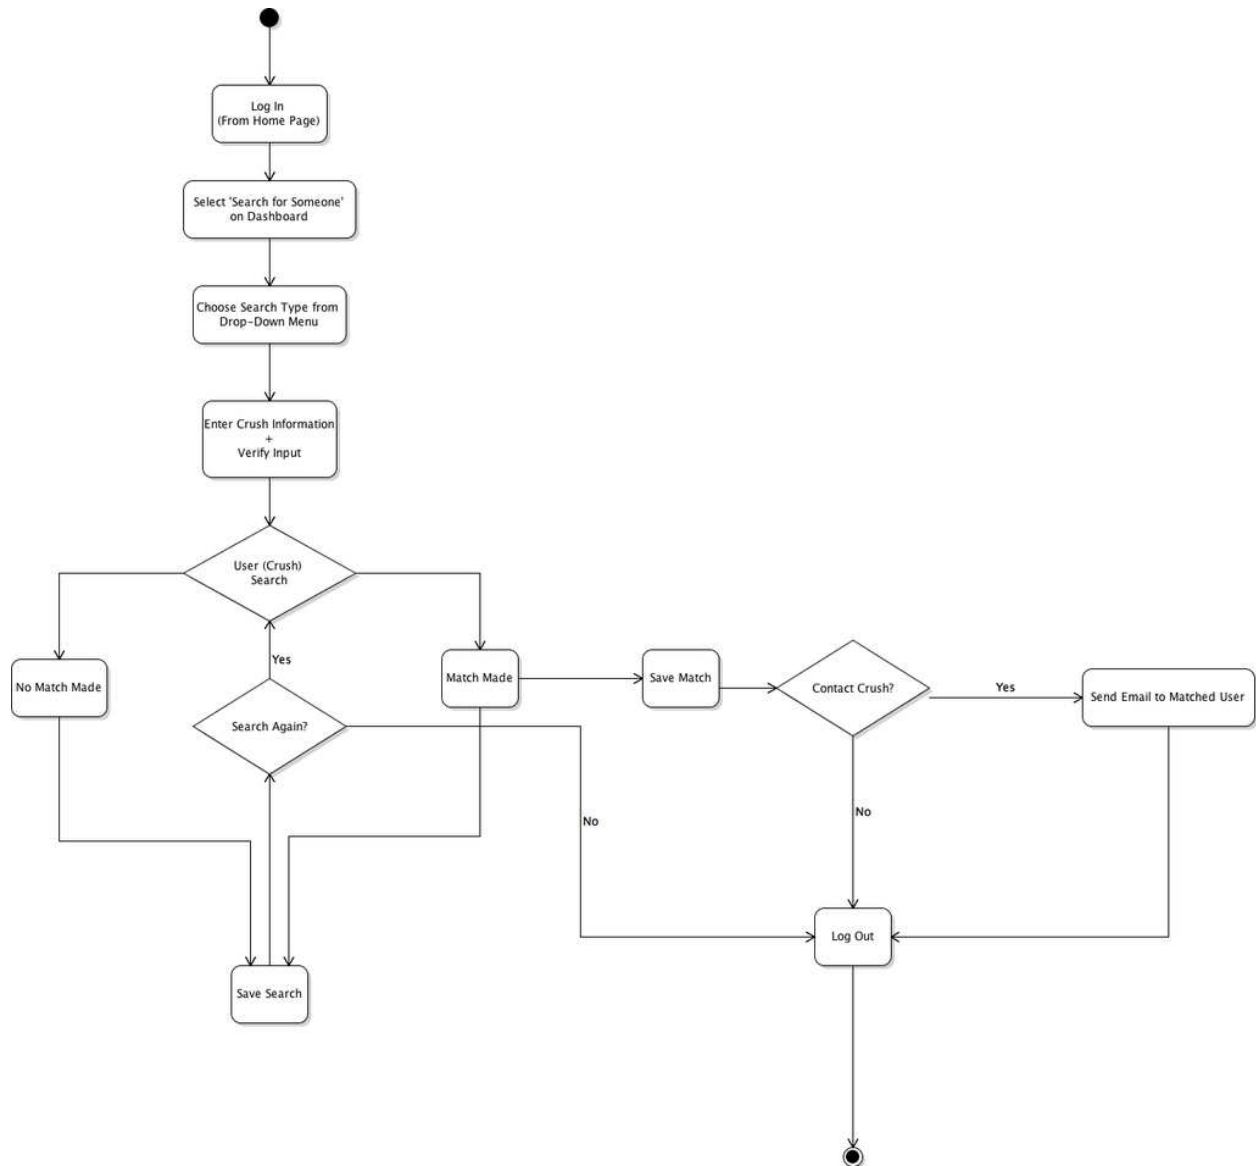 Log In
(From Home Page)
Select 'Search for Someone'
on Dashboard
Choose Search Type from
Drop-Down Menu
Enter Crush Information
+
Verify Input
User (Crush)
Search
No Match Made
Yes
Match Made
Save Match
Contact Crush?
Yes
Send Email to Matched User
Search Again?
No
No
Log Out
Save Search